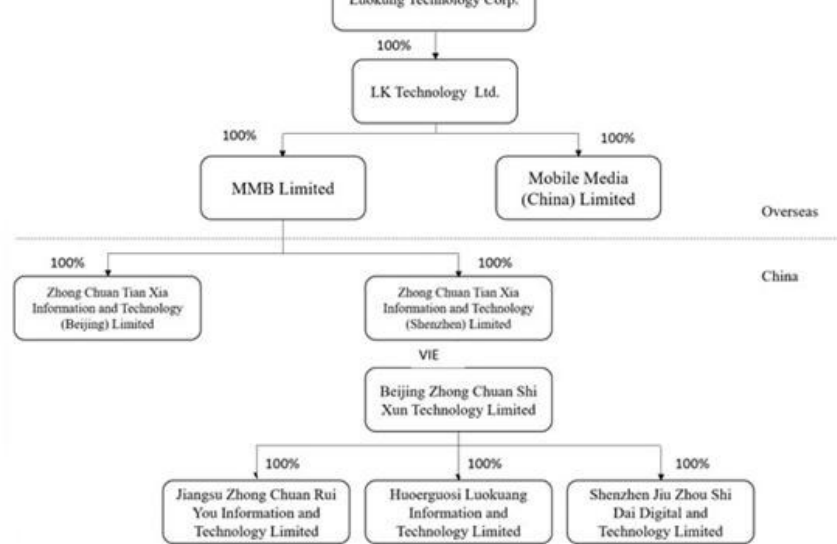 Luokung Technology Corp.
100%
LK Technology Ltd.
100%
100%
MMB Limited
Mobile Media
(China) Limited
Overseas
China
100%
100%
Zhong Chuan Tian Xia
Information and Technology
(Beijing) Limited
Zhong Chuan Tian Xia
Information and Technology
(Shenzhen) Limited
VIE
Beijing Zhong Chuan Shi
Xun Technology Limited
100%
100%
100%
Jiangsu Zhong Chuan Rui
You Information and
Technology Limited
Huoerguosi Luokuang
Information and
Technology Limited
Shenzhen Jiu Zhou Shi
Dai Digital and
Technology Limited